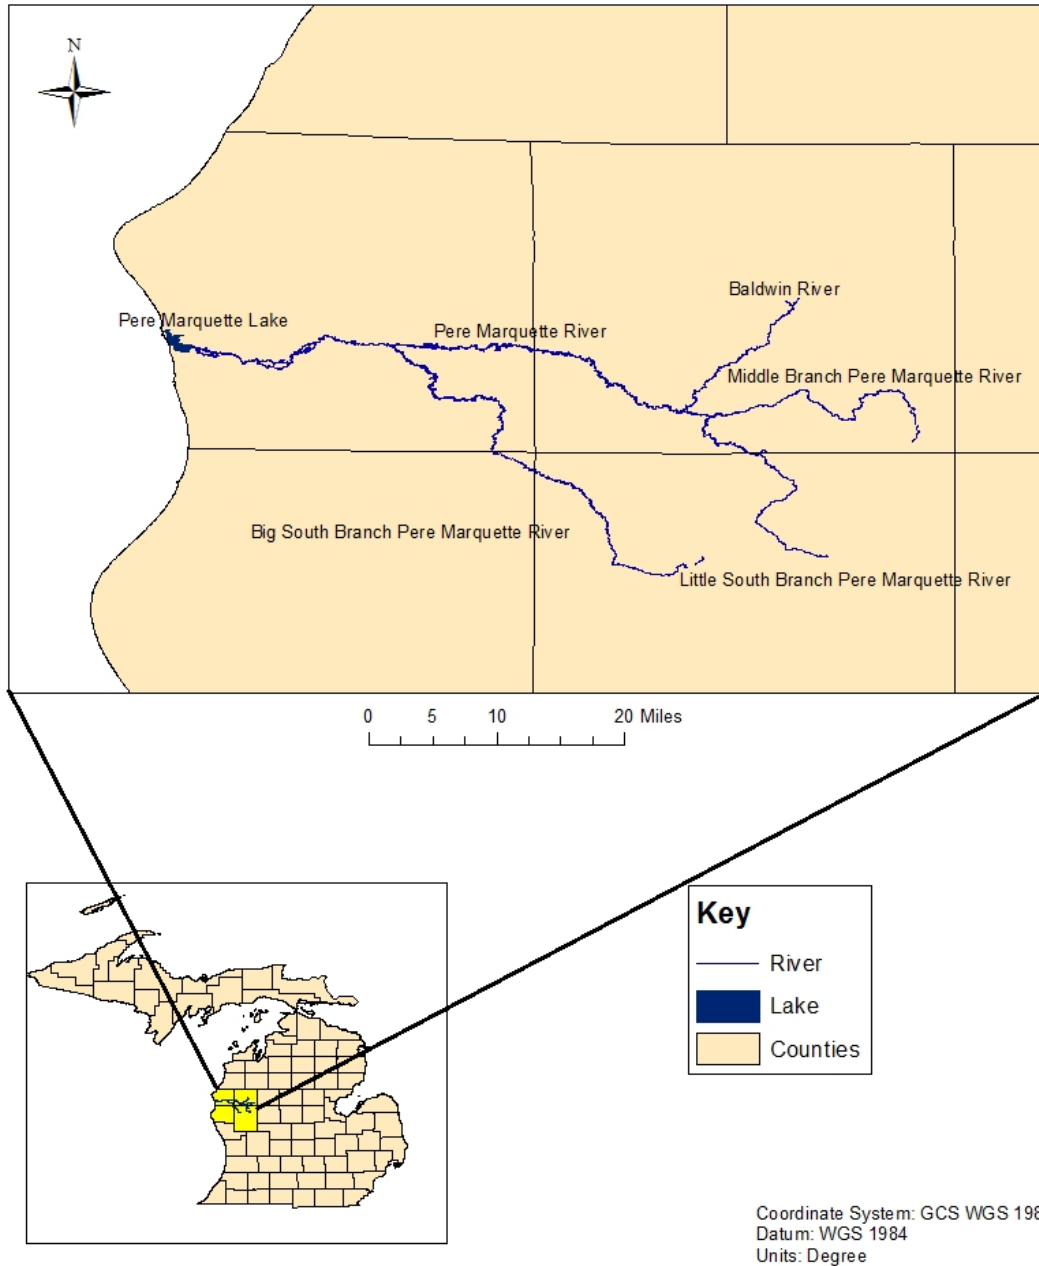 N
Baldwin River
Pere Marquette Lake
Pere Marquette River
Middle Branch Pere Marquette River
Big South Branch Pere Marquette River
Little South Branch Pere Marquette River
0 5 10 20 Miles
Key
River
Lake
Counties
Coordinate System: GCS WGS 198
Datum: WGS 1984
Units: Degree